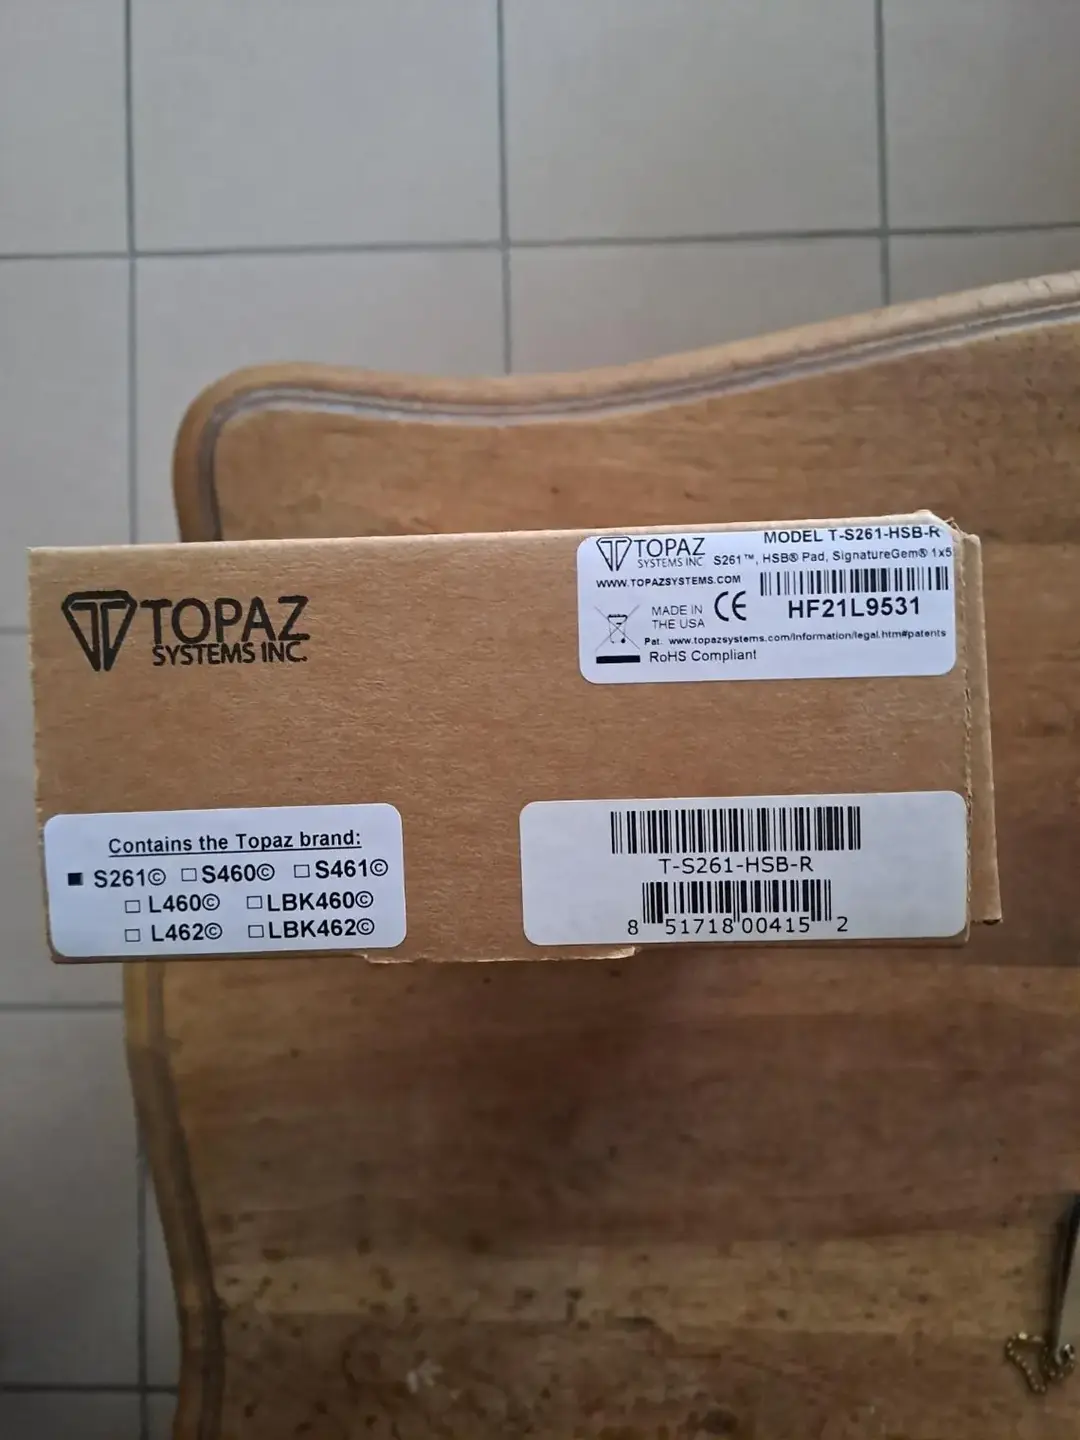 TOPAZ
SYSTEMS INC.
TOPAZ
SYSTEMS INC
MODEL T-S261-HSB-R
S261™, HSB® Pad, SignatureGem® 1x5
WWW.TOPAZSYSTEMS.COM
MADE IN
THE USA
CE
HF21L9531
Pat. www.topazsystems.com/information/legal.htm#patents
RoHS Compliant
Contains the Topaz brand:
■ S261© □ S460© □ S461©
□ L460© □ LBK460©
□ L462© □ LBK462©
T-S261-HSB-R
8 51718 00415 2